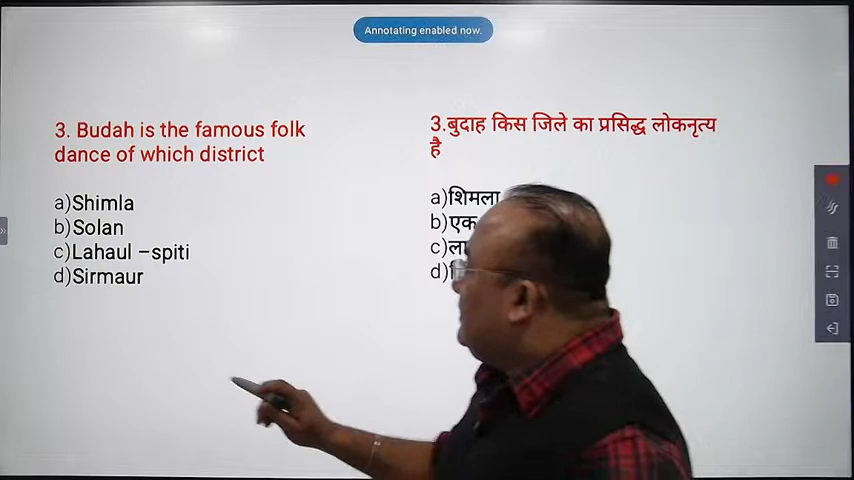 Annotating enabled now.
3. Budah is the famous folk
dance of which district
a)Shimla
b)Solan
c)Lahaul –spiti
d)Sirmaur
3.बुदाह किस जिले का प्रसिद्ध लोकनृत्य
है
a)शिमला
b)
c)
d)